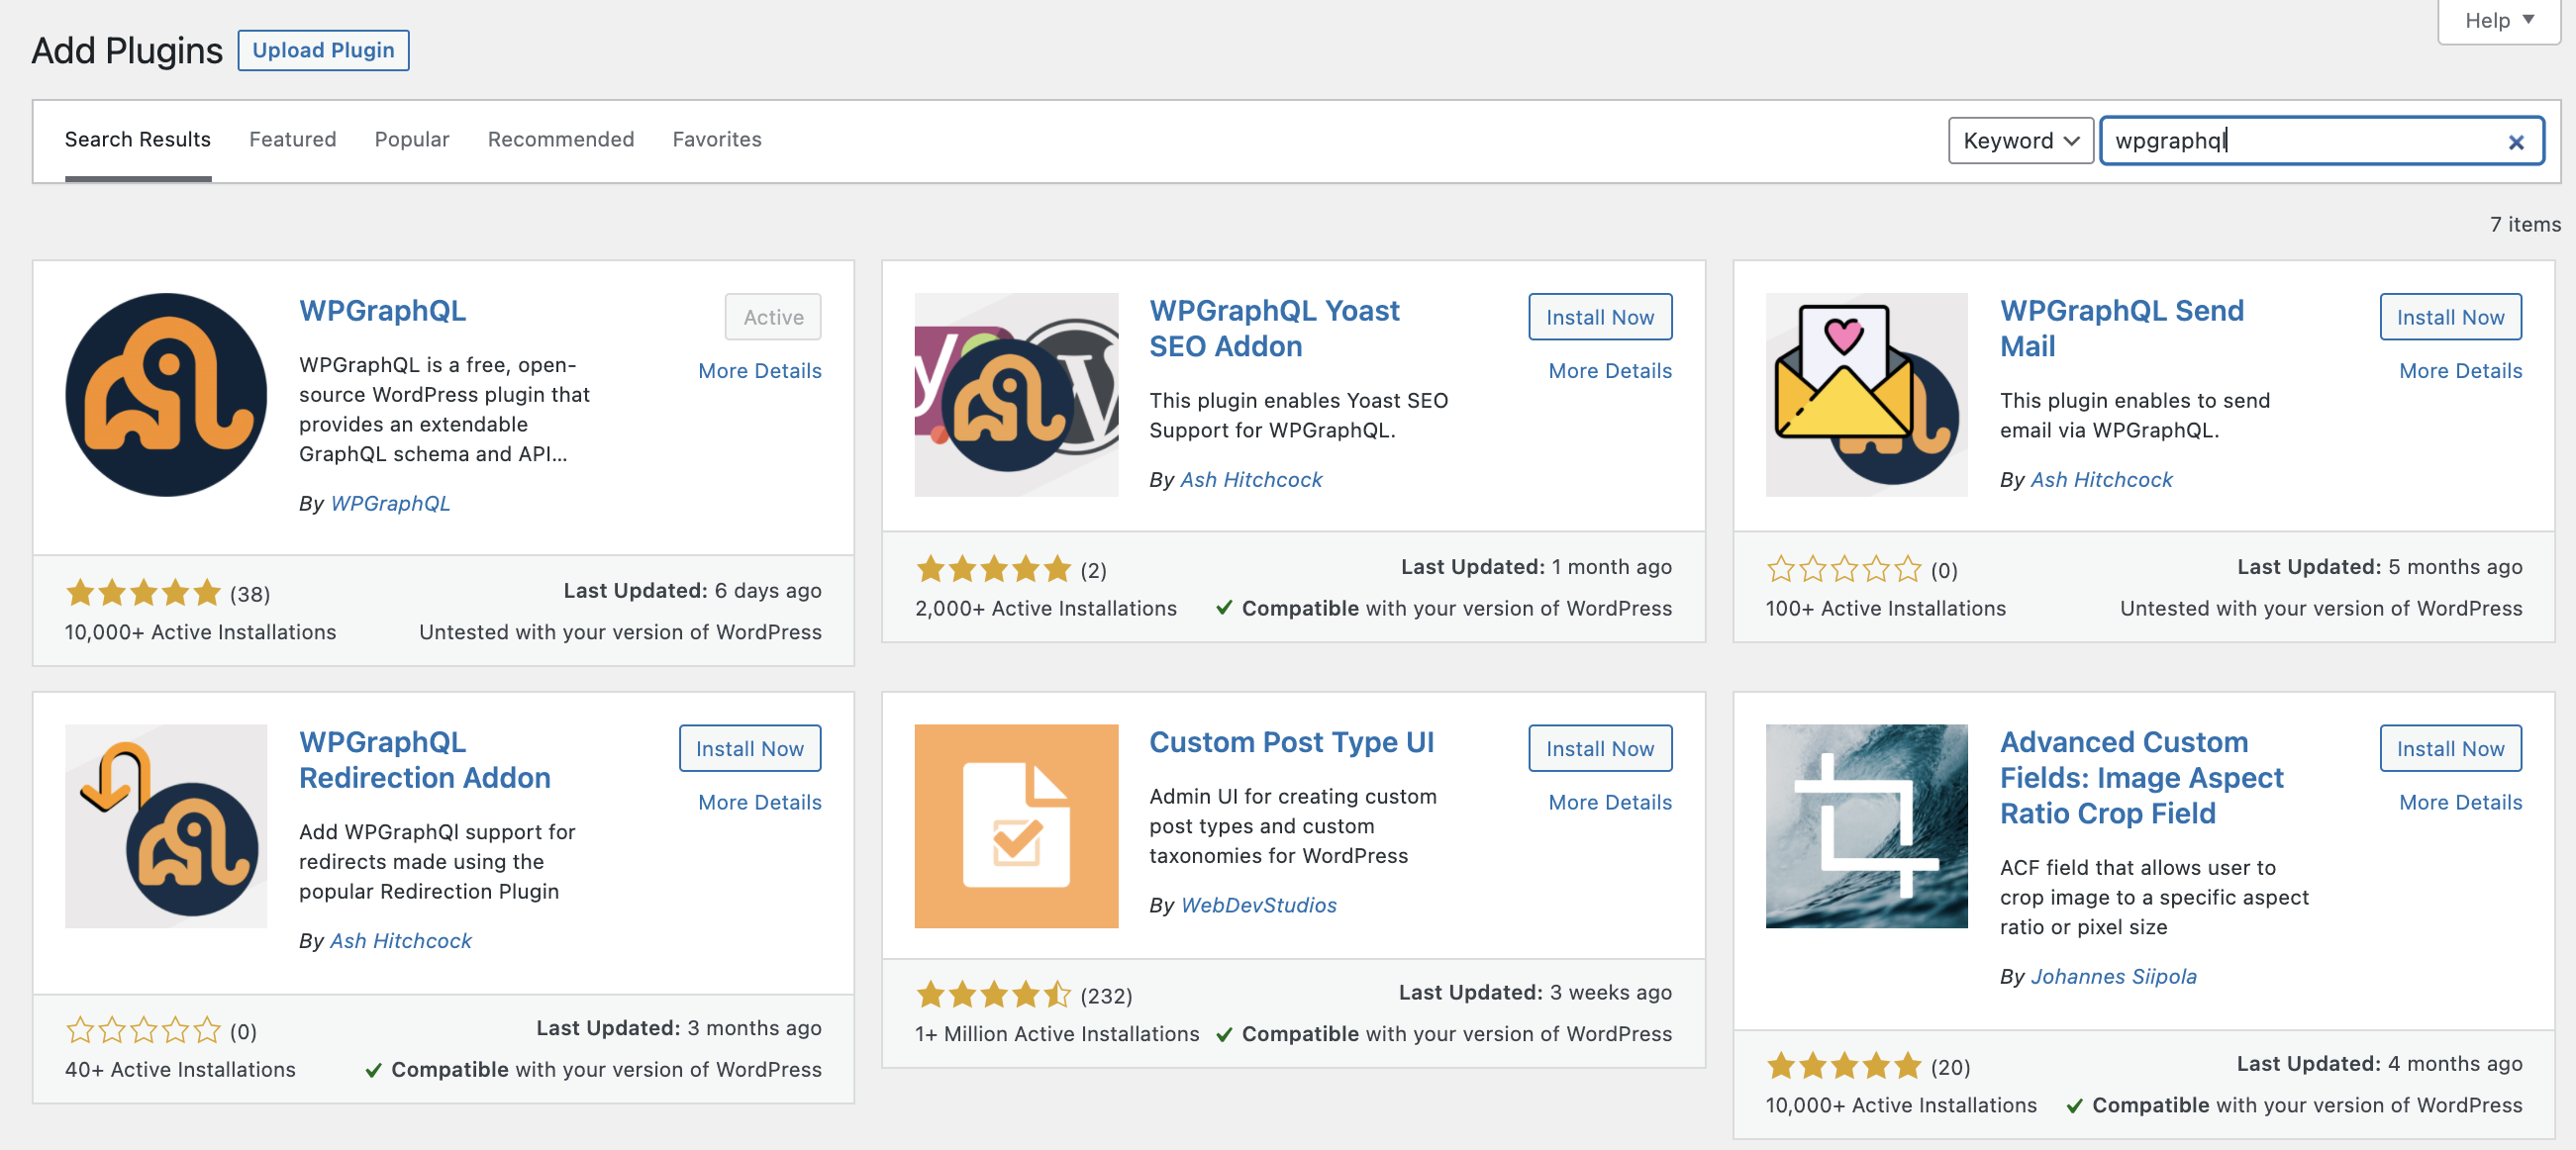 Help
Add Plugins
Upload Plugin
Search Results
Featured
Popular
Recommended
Favorites
Keyword
wpgraphql
7 items
WPGraphQL
Active
More Details
WPGraphQL is a free, open-
source WordPress plugin that
provides an extendable
GraphQL schema and API...
By WPGraphQL
(38)
Last Updated: 6 days ago
10,000+ Active Installations
Untested with your version of WordPress
WPGraphQL Yoast
SEO Addon
Install Now
More Details
This plugin enables Yoast SEO
Support for WPGraphQL.
By Ash Hitchcock
(2)
Last Updated: 1 month ago
2,000+ Active Installations
Compatible with your version of WordPress
WPGraphQL Send
Mail
Install Now
More Details
This plugin enables to send
email via WPGraphQL.
By Ash Hitchcock
(0)
Last Updated: 5 months ago
100+ Active Installations
Untested with your version of WordPress
WPGraphQL
Redirection Addon
Install Now
More Details
Add WPGraphQl support for
redirects made using the
popular Redirection Plugin
By Ash Hitchcock
(0)
Last Updated: 3 months ago
40+ Active Installations
Compatible with your version of WordPress
Custom Post Type UI
Install Now
More Details
Admin UI for creating custom
post types and custom
taxonomies for WordPress
By WebDevStudios
(232)
Last Updated: 3 weeks ago
1+ Million Active Installations
Compatible with your version of WordPress
Advanced Custom
Fields: Image Aspect
Ratio Crop Field
Install Now
More Details
ACF field that allows user to
crop image to a specific aspect
ratio or pixel size
By Johannes Siipola
(20)
Last Updated: 4 months ago
10,000+ Active Installations
Compatible with your version of WordPress